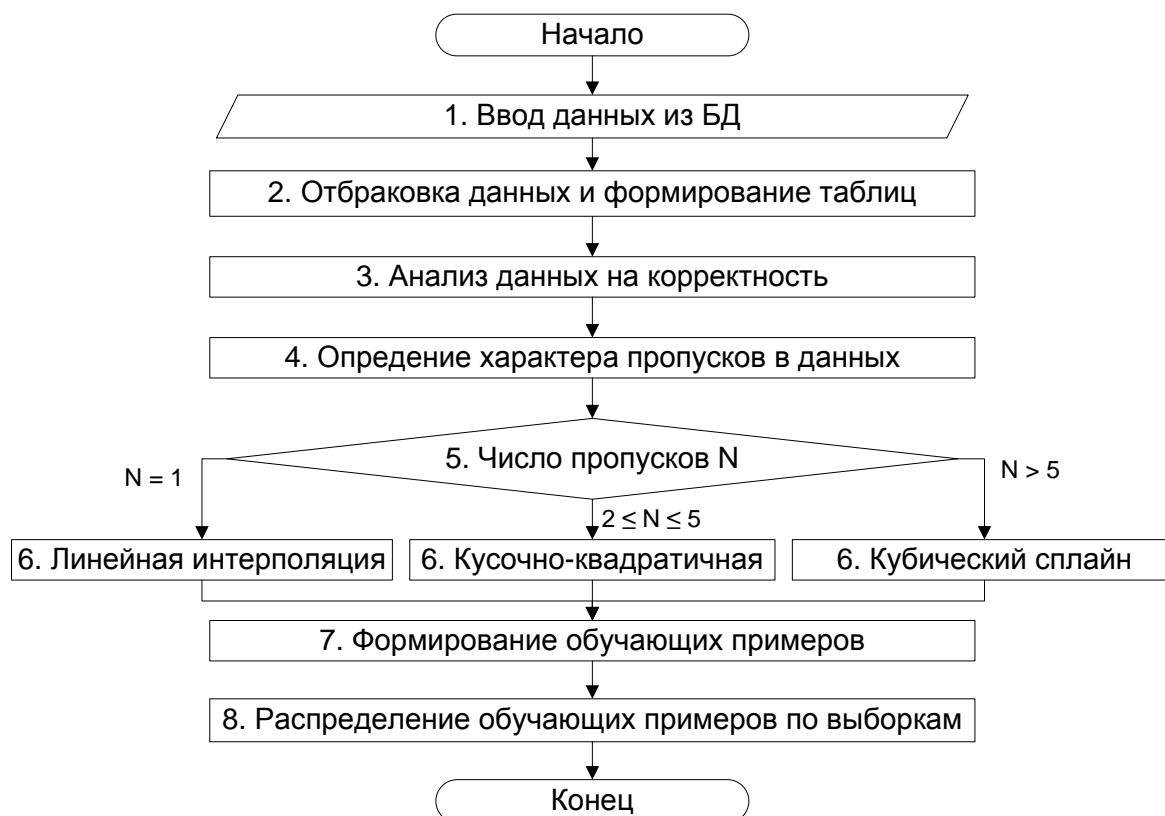 Начало
1. Ввод данных из БД
2. Отбраковка данных и формирование таблиц
3. Анализ данных на корректность
4. Опредение характера пропусков в данных
5. Число пропусков N
N = 1
N > 5
2 ≤ N ≤ 5
6. Линейная интерполяция
6. Кусочно-квадратичная
6. Кубический сплайн
7. Формирование обучающих примеров
8. Распределение обучающих примеров по выборкам
Конец